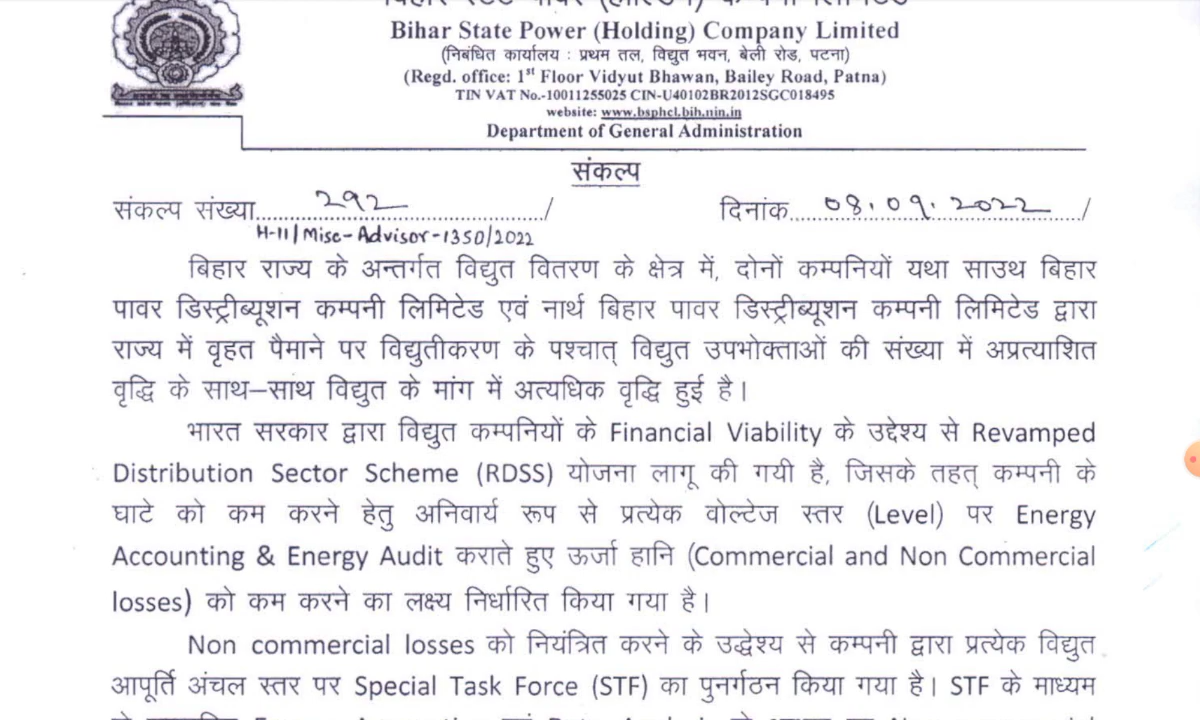 बिहार स्टेट पावर (होल्डिंग) कम्पनी लिमिटेड
Bihar State Power (Holding) Company Limited
(निबंधित कार्यालय : प्रथम तल, विद्युत भवन, बेली रोड, पटना)
(Regd. office: 1st Floor Vidyut Bhawan, Bailey Road, Patna)
TIN VAT No.-10011255025 CIN-U40102BR2012SGC018495
website: www.bsphcl.bih.nin.in
Department of General Administration
संकल्प
संकल्प संख्या 292 / दिनांक 08.09.2022 /
H-11/Misc-Advisor-1350/2022
बिहार राज्य के अन्तर्गत विद्युत वितरण के क्षेत्र में, दोनों कम्पनियों यथा साउथ बिहार
पावर डिस्ट्रीब्यूशन कम्पनी लिमिटेड एवं नार्थ बिहार पावर डिस्ट्रीब्यूशन कम्पनी लिमिटेड द्वारा
राज्य में वृहत पैमाने पर विद्युतीकरण के पश्चात् विद्युत उपभोक्ताओं की संख्या में अप्रत्याशित
वृद्धि के साथ–साथ विद्युत के मांग में अत्यधिक वृद्धि हुई है।
भारत सरकार द्वारा विद्युत कम्पनियों के Financial Viability के उद्देश्य से Revamped
Distribution Sector Scheme (RDSS) योजना लागू की गयी है, जिसके तहत् कम्पनी के
घाटे को कम करने हेतु अनिवार्य रूप से प्रत्येक वोल्टेज स्तर (Level) पर Energy
Accounting & Energy Audit कराते हुए ऊर्जा हानि (Commercial and Non Commercial
losses) को कम करने का लक्ष्य निर्धारित किया गया है।
Non commercial losses को नियंत्रित करने के उद्धेश्य से कम्पनी द्वारा प्रत्येक विद्युत
आपूर्ति अंचल स्तर पर Special Task Force (STF) का पुनर्गठन किया गया है। STF के माध्यम